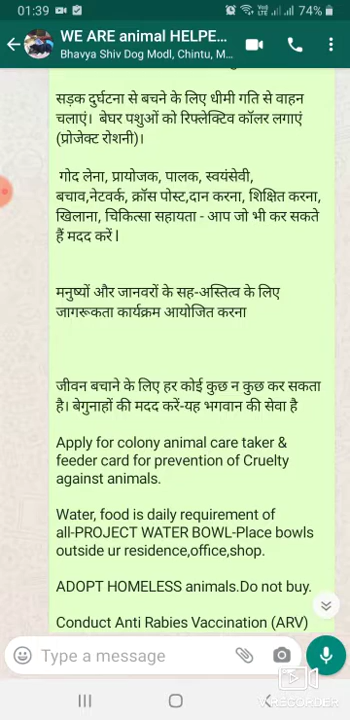 01:39
74%
WE ARE animal HELPE...
Bhavya Shiv Dog Modl, Chintu, M...
सड़क दुर्घटना से बचने के लिए धीमी गति से वाहन
चलाएं। बेघर पशुओं को रिफ्लेक्टिव कॉलर लगाएं
(प्रोजेक्ट रोशनी)।
गोद लेना, प्रायोजक, पालक, स्वयंसेवी,
बचाव,नेटवर्क, क्रॉस पोस्ट,दान करना, शिक्षित करना,
खिलाना, चिकित्सा सहायता - आप जो भी कर सकते
हैं मदद करें l
मनुष्यों और जानवरों के सह-अस्तित्व के लिए
जागरूकता कार्यक्रम आयोजित करना
जीवन बचाने के लिए हर कोई कुछ न कुछ कर सकता
है। बेगुनाहों की मदद करें-यह भगवान की सेवा है
Apply for colony animal care taker &
feeder card for prevention of Cruelty
against animals.
Water, food is daily requirement of
all-PROJECT WATER BOWL-Place bowls
outside ur residence,office,shop.
ADOPT HOMELESS animals.Do not buy.
Conduct Anti Rabies Vaccination (ARV)
Type a message
VIRECORDER